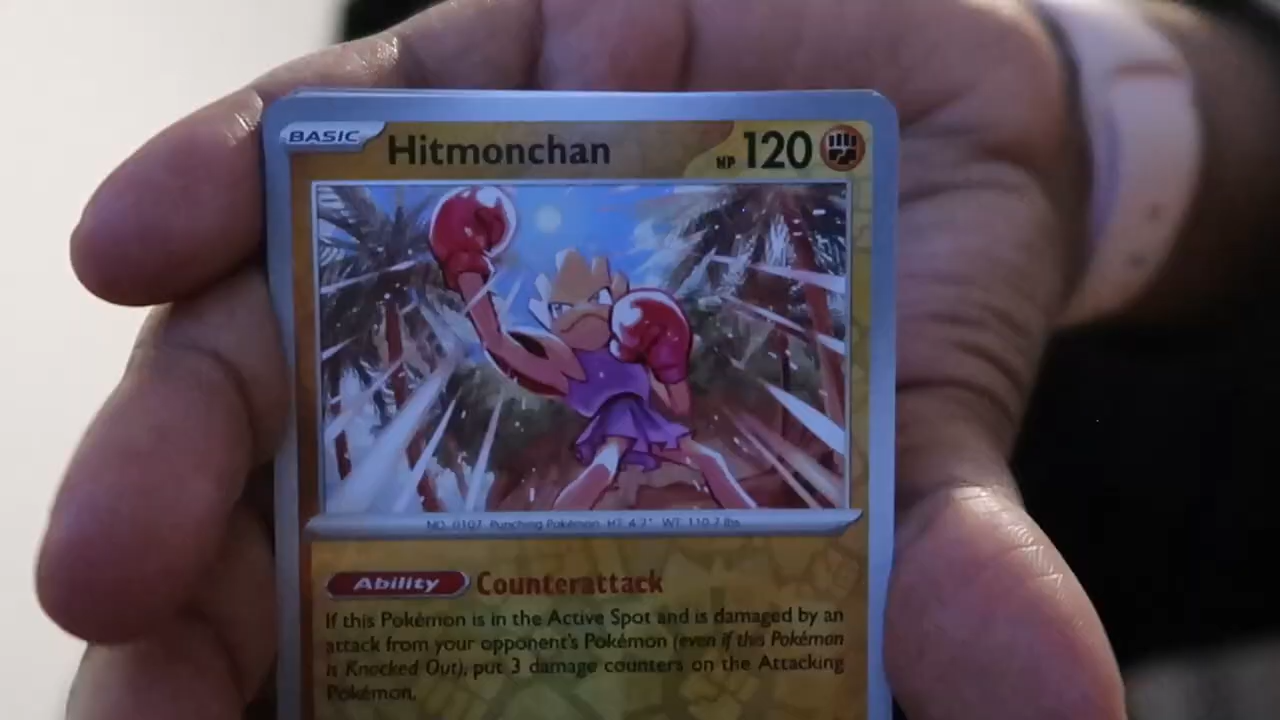 BASIC Hitmonchan HP 120
NO. 0107 Punching Pokémon HT: 4'7" WT: 110.7 lbs.
Ability Counterattack
If this Pokémon is in the Active Spot and is damaged by an
attack from your opponent's Pokémon (even if this Pokémon
is Knocked Out), put 3 damage counters on the Attacking
Pokémon.